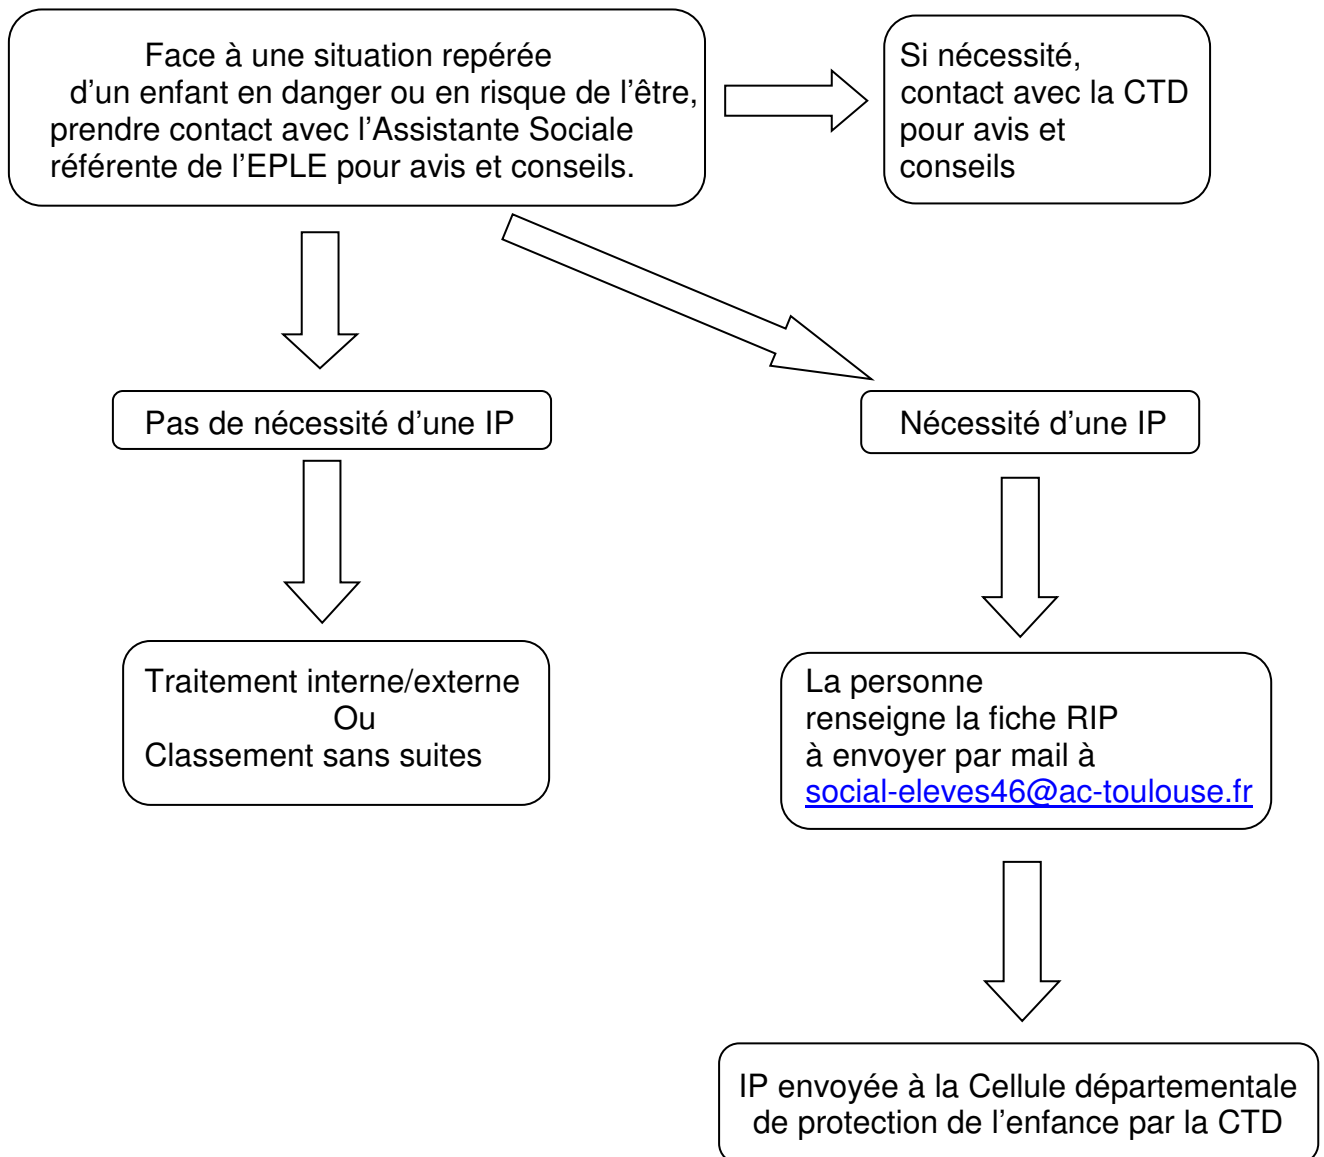 Face à une situation repérée
d'un enfant en danger ou en risque de l'être,
prendre contact avec l'Assistante Sociale
référente de l'EPLE pour avis et conseils.
Si nécessité,
contact avec la CTD
pour avis et
conseils
Pas de nécessité d'une IP
Nécessité d'une IP
Traitement interne/externe
Ou
Classement sans suites
La personne
renseigne la fiche RIP
à envoyer par mail à
social-eleves46@ac-toulouse.fr
IP envoyée à la Cellule départementale
de protection de l'enfance par la CTD